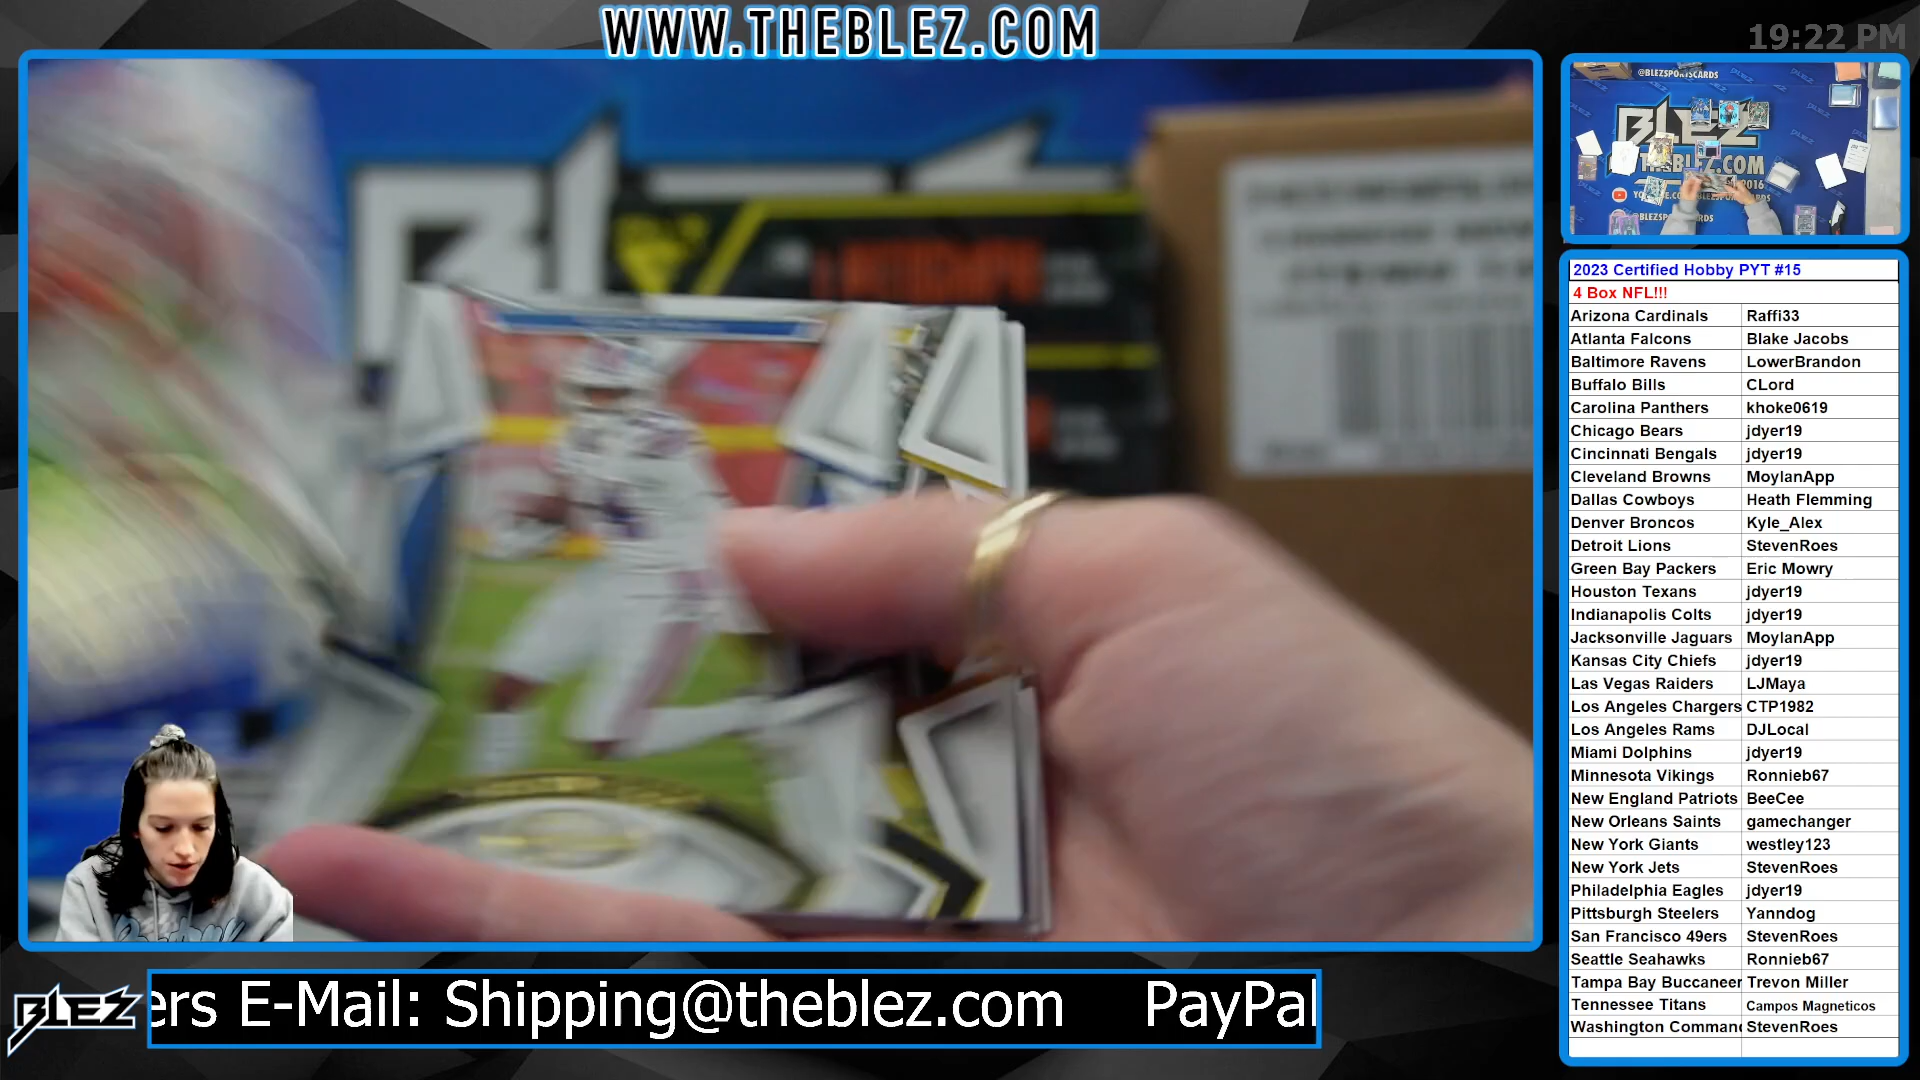 WWW.THEBLEZ.COM
19:22 PM
@BLEZSPORTSCARDS
BLEZ
2023 Certified Hobby PYT #15
4 Box NFL!!!
Arizona Cardinals Raffi33
Atlanta Falcons Blake Jacobs
Baltimore Ravens LowerBrandon
Buffalo Bills CLord
Carolina Panthers khoke0619
Chicago Bears jdyer19
Cincinnati Bengals jdyer19
Cleveland Browns MoylanApp
Dallas Cowboys Heath Flemming
Denver Broncos Kyle_Alex
Detroit Lions StevenRoes
Green Bay Packers Eric Mowry
Houston Texans jdyer19
Indianapolis Colts jdyer19
Jacksonville Jaguars MoylanApp
Kansas City Chiefs jdyer19
Las Vegas Raiders LJMaya
Los Angeles Chargers CTP1982
Los Angeles Rams DJLocal
Miami Dolphins jdyer19
Minnesota Vikings Ronnieb67
New England Patriots BeeCee
New Orleans Saints gamechanger
New York Giants westley123
New York Jets StevenRoes
Philadelphia Eagles jdyer19
Pittsburgh Steelers Yanndog
San Francisco 49ers StevenRoes
Seattle Seahawks Ronnieb67
Tampa Bay Buccaneer Trevon Miller
Tennessee Titans Campos Magneticos
Washington Comman StevenRoes
BLEZ
ers E-Mail: Shipping@theblez.com PayPal